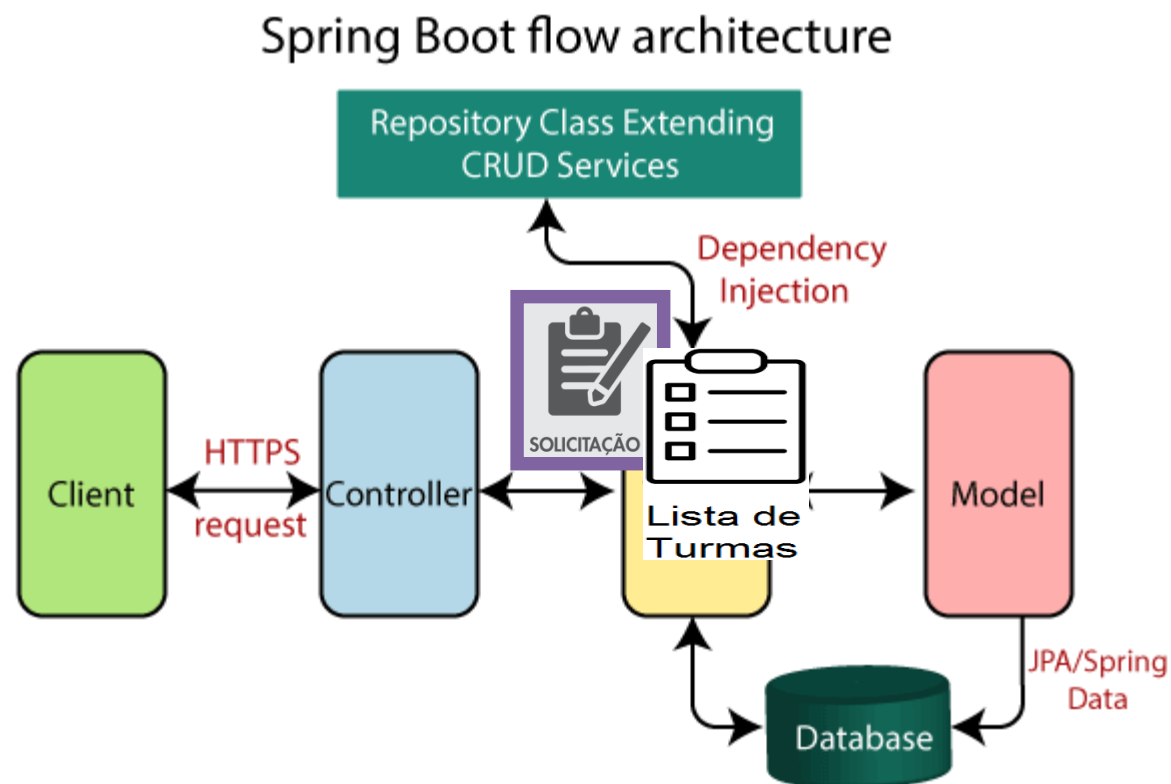 Spring Boot flow architecture
Repository Class Extending
CRUD Services
Dependency
Injection
SOLICITAÇÃO
HTTPS
Client
Controller
Model
request
Lista de
Turmas
JPA/Spring
Data
Database